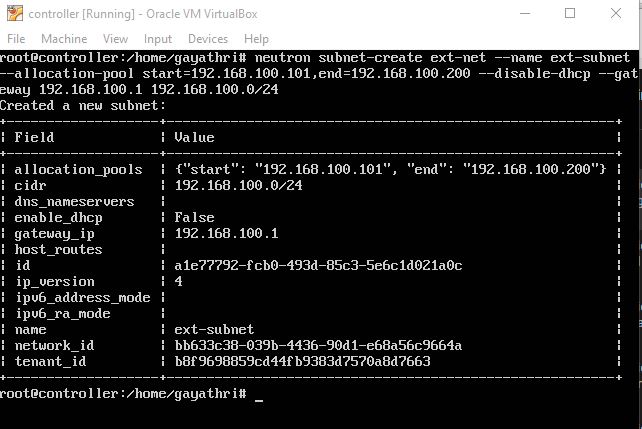 controller [Running] - Oracle VM VirtualBox
File Machine View Input Devices Help
root@controller:/home/gayathri# neutron subnet-create ext-net --name ext-subnet
--allocation-pool start=192.168.100.101,end=192.168.100.200 --disable-dhcp --gat
eway 192.168.100.1 192.168.100.0/24
Created a new subnet:
+-------------------+------------------------------------------------------+
| Field | Value |
+-------------------+------------------------------------------------------+
| allocation_pools | {"start": "192.168.100.101", "end": "192.168.100.200"} |
| cidr | 192.168.100.0/24 |
| dns_nameservers | |
| enable_dhcp | False |
| gateway_ip | 192.168.100.1 |
| host_routes | |
| id | a1e77792-fcb0-493d-85c3-5e6c1d021a0c |
| ip_version | 4 |
| ipv6_address_mode | |
| ipv6_ra_mode | |
| name | ext-subnet |
| network_id | bb633c38-039b-4436-90d1-e68a56c9664a |
| tenant_id | b8f9698859cd44fb9383d7570a8d7663 |
+-------------------+------------------------------------------------------+
root@controller:/home/gayathri# _